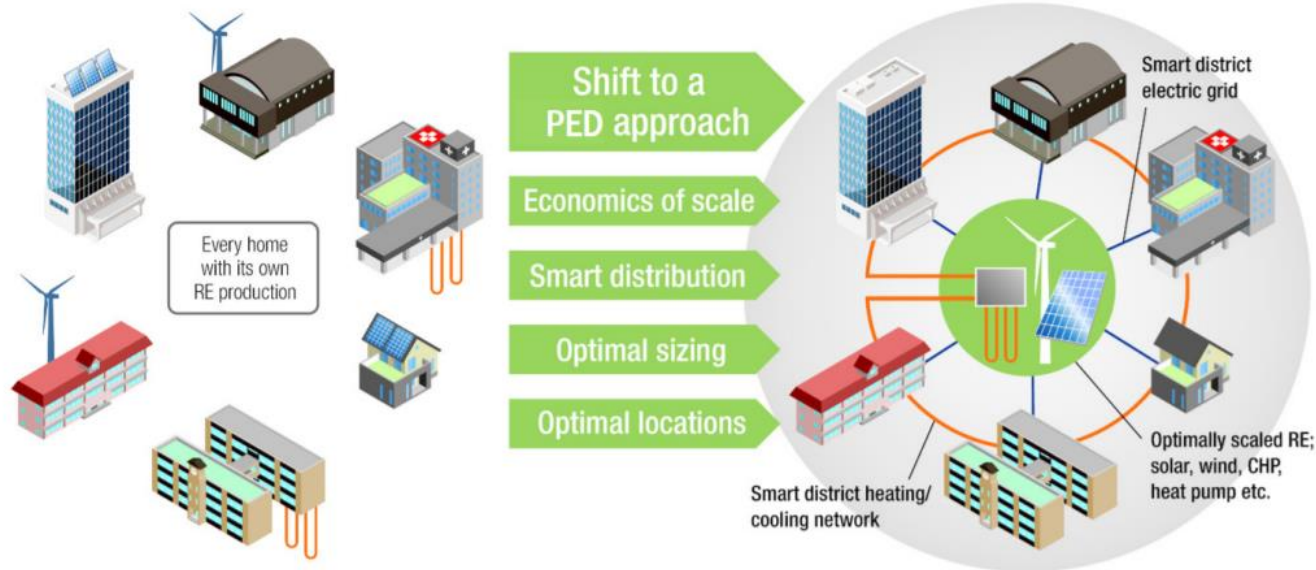 Every home
with its own
RE production
Shift to a
PED approach
Economics of scale
Smart distribution
Optimal sizing
Optimal locations
Smart district
electric grid
Optimally scaled RE;
solar, wind, CHP,
heat pump etc.
Smart district heating/
cooling network